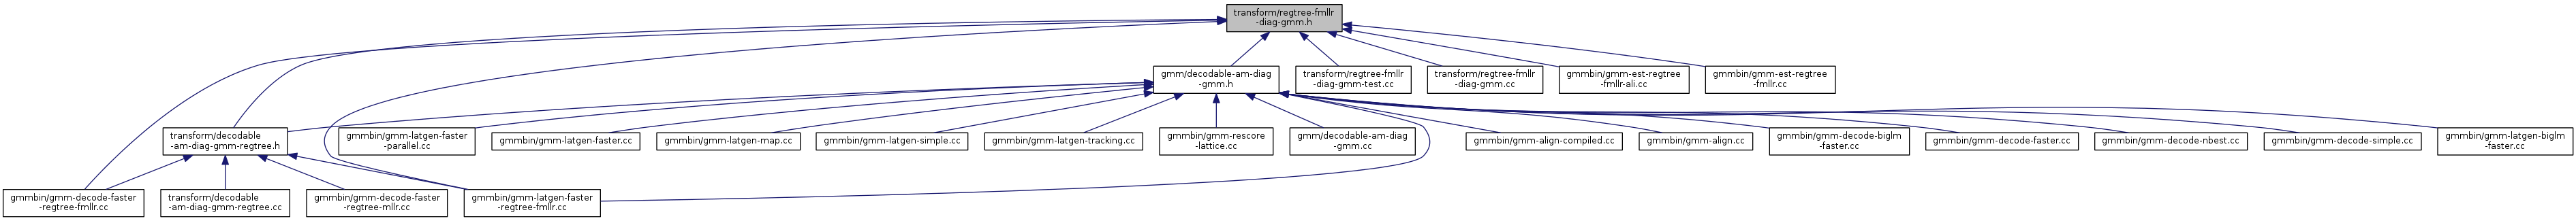 transform/regtree-fmllr
-diag-gmm.h
gmm/decodable-am-diag
-gmm.h
transform/regtree-fmllr
-diag-gmm-test.cc
transform/regtree-fmllr
-diag-gmm.cc
gmmbin/gmm-est-regtree
-fmllr-ali.cc
gmmbin/gmm-est-regtree
-fmllr.cc
transform/decodable
-am-diag-gmm-regtree.h
gmmbin/gmm-latgen-faster
-parallel.cc
gmmbin/gmm-latgen-faster.cc
gmmbin/gmm-latgen-map.cc
gmmbin/gmm-latgen-simple.cc
gmmbin/gmm-latgen-tracking.cc
gmmbin/gmm-rescore
-lattice.cc
gmm/decodable-am-diag
-gmm.cc
gmmbin/gmm-align-compiled.cc
gmmbin/gmm-align.cc
gmmbin/gmm-decode-biglm
-faster.cc
gmmbin/gmm-decode-faster.cc
gmmbin/gmm-decode-nbest.cc
gmmbin/gmm-decode-simple.cc
gmmbin/gmm-latgen-biglm
-faster.cc
gmmbin/gmm-decode-faster
-regtree-fmllr.cc
transform/decodable
-am-diag-gmm-regtree.cc
gmmbin/gmm-decode-faster
-regtree-mllr.cc
gmmbin/gmm-latgen-faster
-regtree-fmllr.cc